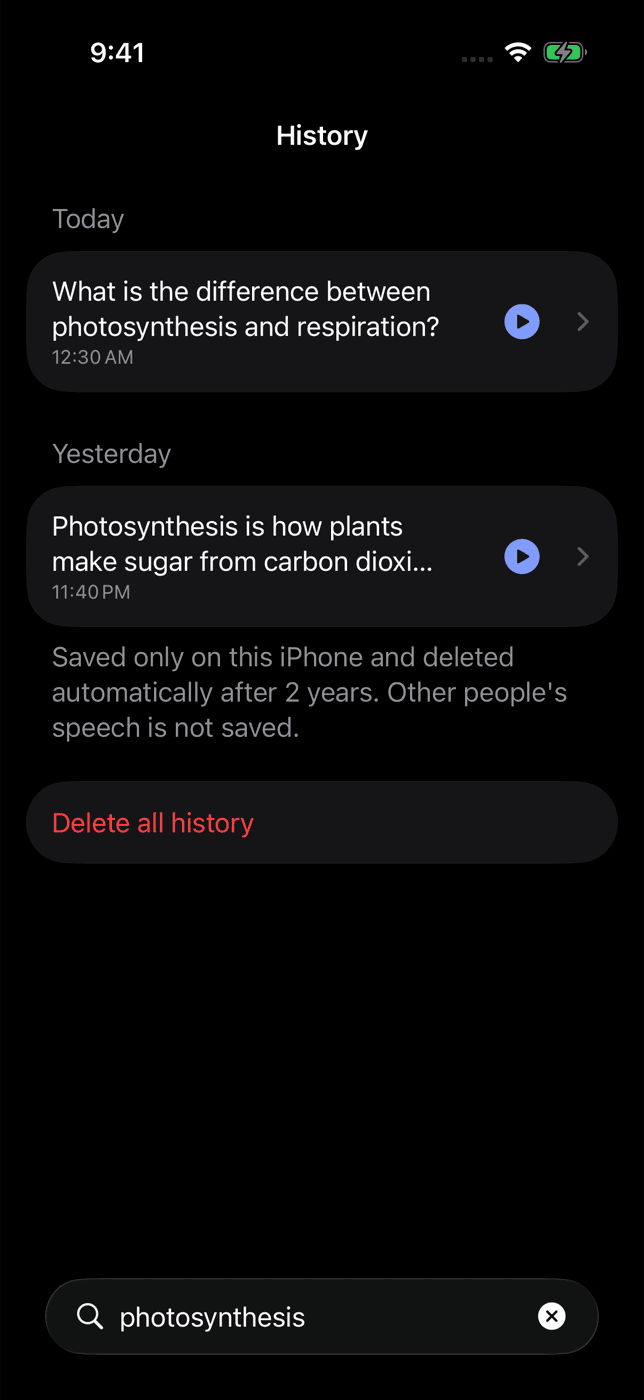 9:41
History
Today
What is the difference between
photosynthesis and respiration?
12:30 AM
Yesterday
Photosynthesis is how plants
make sugar from carbon dioxi...
11:40 PM
Saved only on this iPhone and deleted
automatically after 2 years. Other people's
speech is not saved.
Delete all history
photosynthesis